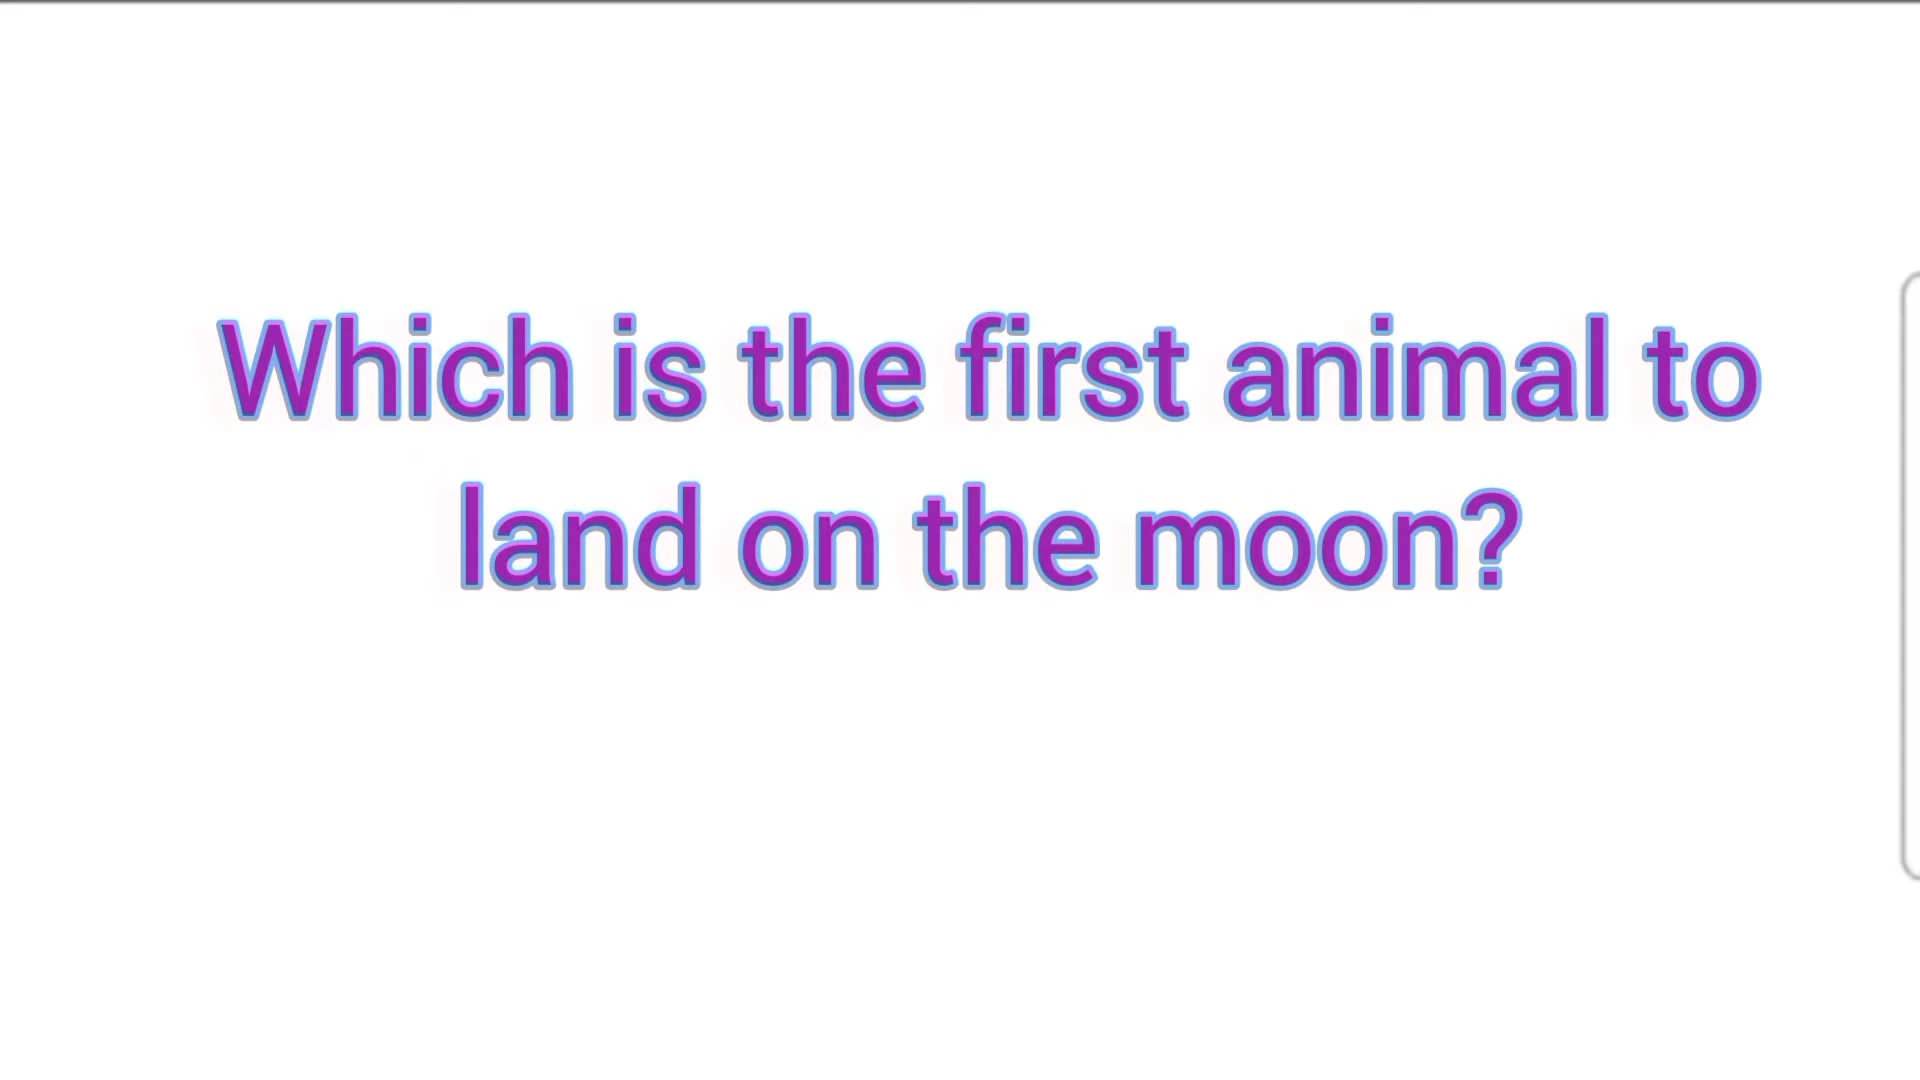 Which is the first animal to
land on the moon?